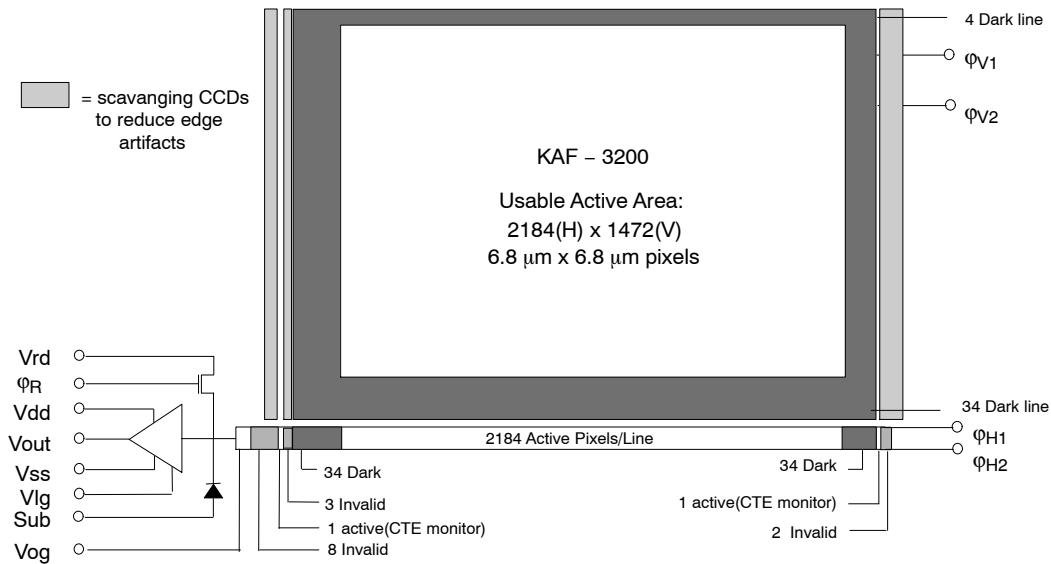 4 Dark line
φV1
= scavanging CCDs
to reduce edge
artifacts
φV2
KAF – 3200
Usable Active Area:
2184(H) x 1472(V)
6.8 μm x 6.8 μm pixels
Vrd
φR
Vdd
34 Dark line
Vout
2184 Active Pixels/Line
φH1
Vss
34 Dark
34 Dark
φH2
Vlg
3 Invalid
1 active(CTE monitor)
Sub
1 active(CTE monitor)
2 Invalid
Vog
8 Invalid